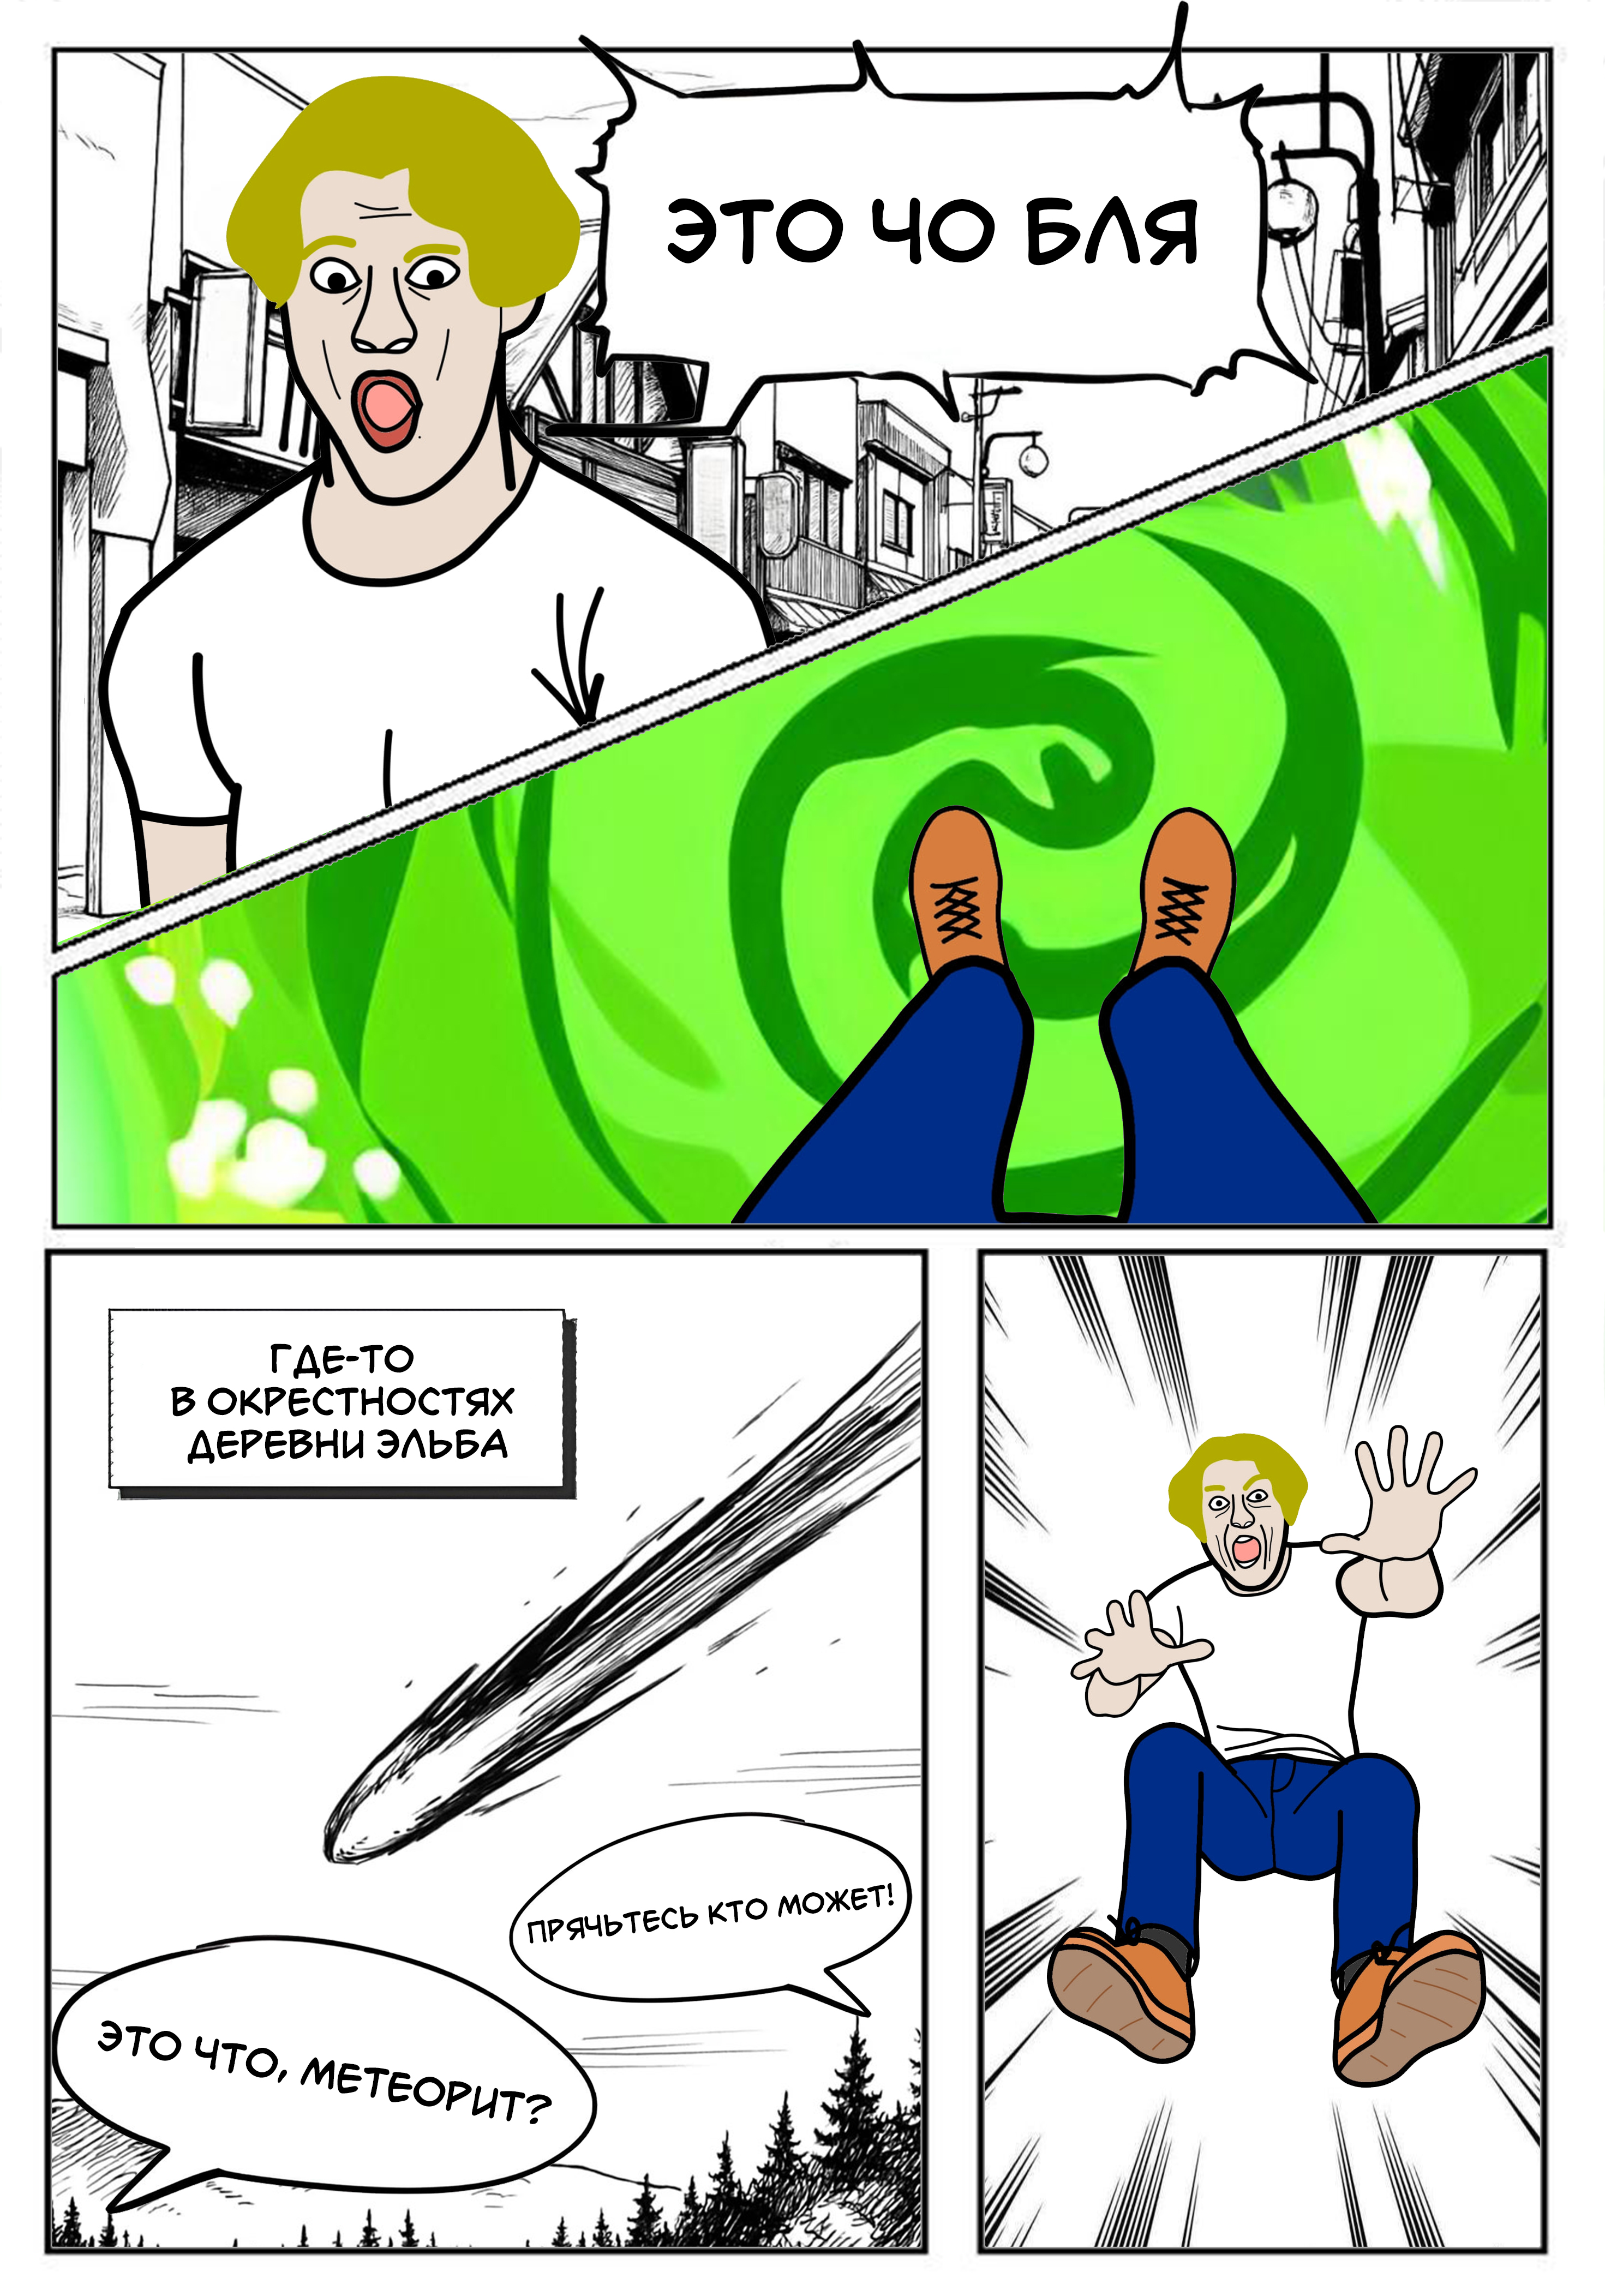 ЭТО ЧО БЛЯ
ГДЕ-ТО
В ОКРЕСТНОСТЯХ
ДЕРЕВНИ ЭЛЬБА
ПРЯЧЬТЕСЬ КТО МОЖЕТ!
ЭТО ЧТО, МЕТЕОРИТ?